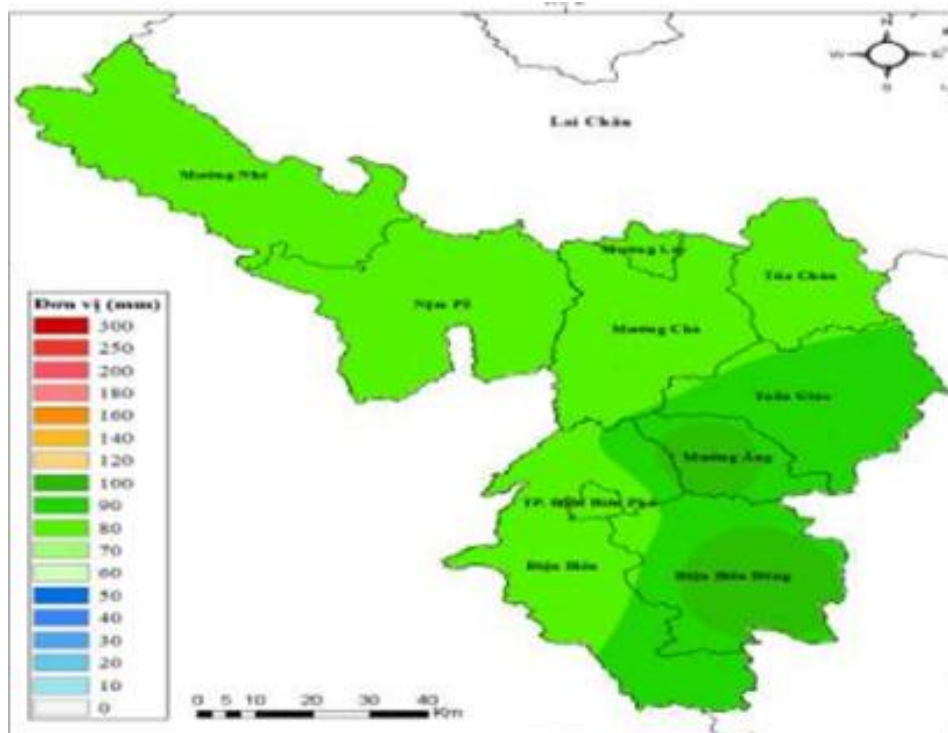 N
W
S
Lai Châu
Mường Nhé
Mường Lay
Tủa Chùa
Nậm Pồ
Mường Chà
Tuần Giáo
Mường Ảng
TP. Điện Biên Phủ
Điện Biên
Điện Biên Đông
Đơn vị (mm)
300
250
200
180
160
140
120
100
90
80
70
60
50
40
30
20
10
0
0 5 10 20 30 40
Km